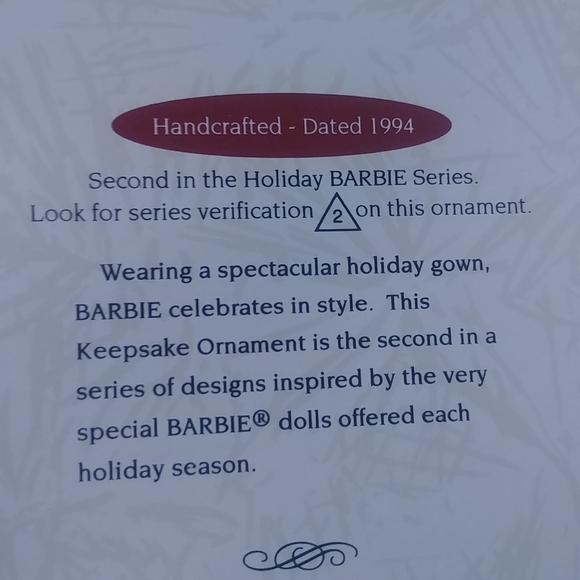 Handcrafted - Dated 1994
Second in the Holiday BARBIE Series.
Look for series verification 2 on this ornament.
Wearing a spectacular holiday gown,
BARBIE celebrates in style. This
Keepsake Ornament is the second in a
series of designs inspired by the very
special BARBIE® dolls offered each
holiday season.